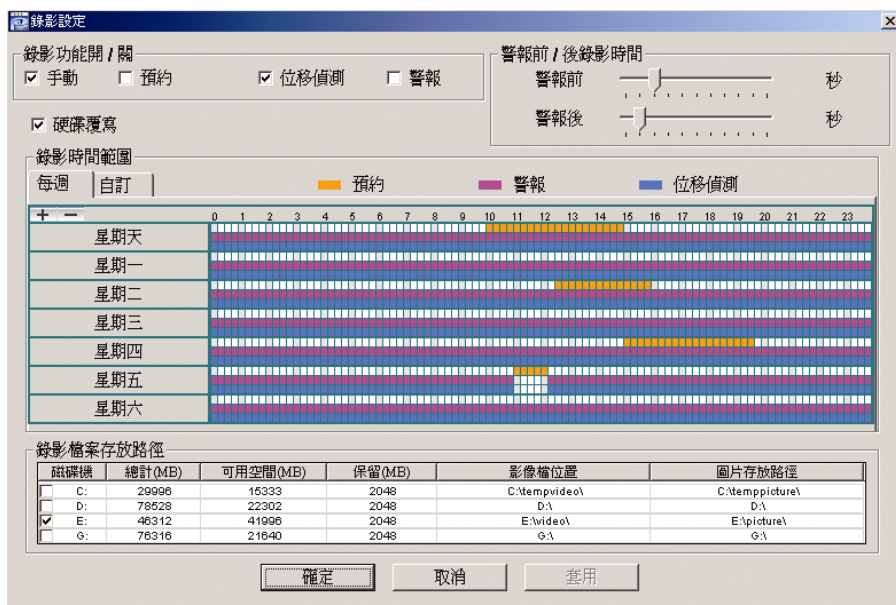 錄影設定
錄影功能開 / 關
手動 預約 位移偵測 警報
警報前 / 後錄影時間
警報前 秒
警報後 秒
硬碟覆寫
錄影時間範圍
每週 自訂 預約 警報 位移偵測
+ − 0 1 2 3 4 5 6 7 8 9 10 11 12 13 14 15 16 17 18 19 20 21 22 23
星期天
星期一
星期二
星期三
星期四
星期五
星期六
錄影檔案存放路徑
磁碟機 總計(MB) 可用空間(MB) 保留(MB) 影像檔位置 圖片存放路徑
C: 29996 15333 2048 C:\tempvideo\ C:\temppicture\
D: 78528 22302 2048 D:\ D:\
E: 46312 41996 2048 E:\video\ E:\picture\
G: 76316 21640 2048 G:\ G:\
確定 取消 套用